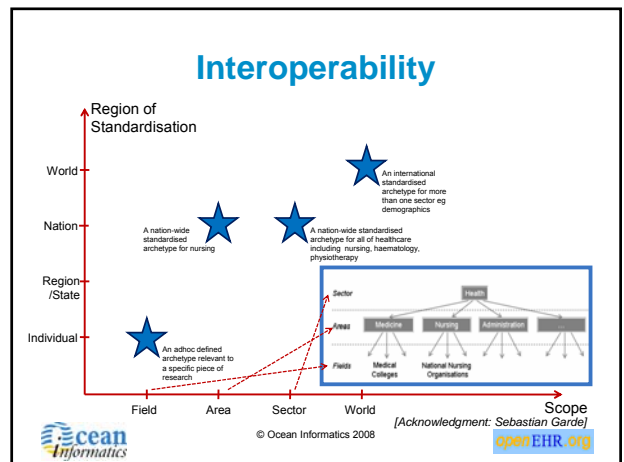 Interoperability
Region of
Standardisation
World
An international
standardised
archetype for more
than one sector eg
demographics
Nation
A nation-wide
standardised
archetype for nursing
A nation-wide standardised
archetype for all of healthcare
including nursing, haematology,
physiotherapy
Region
/State
Sector
Health
Areas
Medicine
Nursing
Administration
...
Fields
Medical
Colleges
National Nursing
Organisations
Individual
An adhoc defined
archetype relevant to
a specific piece of
research
Field
Area
Sector
World
Scope
[Acknowledgment: Sebastian Garde]
Ocean
Informatics
© Ocean Informatics 2008
openEHR.org